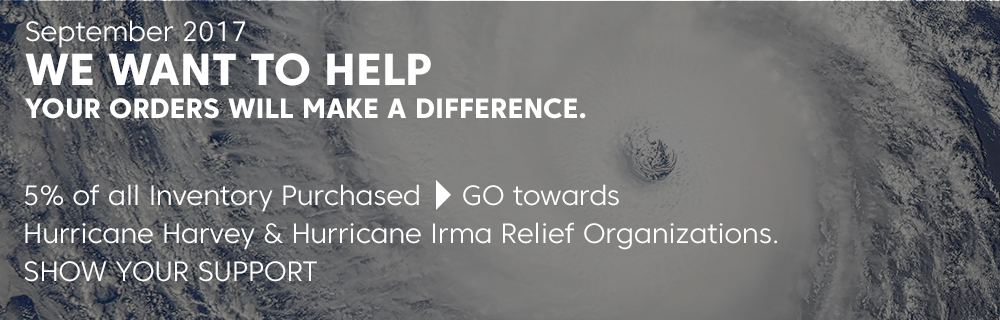 September 2017
WE WANT TO HELP
YOUR ORDERS WILL MAKE A DIFFERENCE.
5% of all Inventory Purchased GO towards
Hurricane Harvey & Hurricane Irma Relief Organizations.
SHOW YOUR SUPPORT